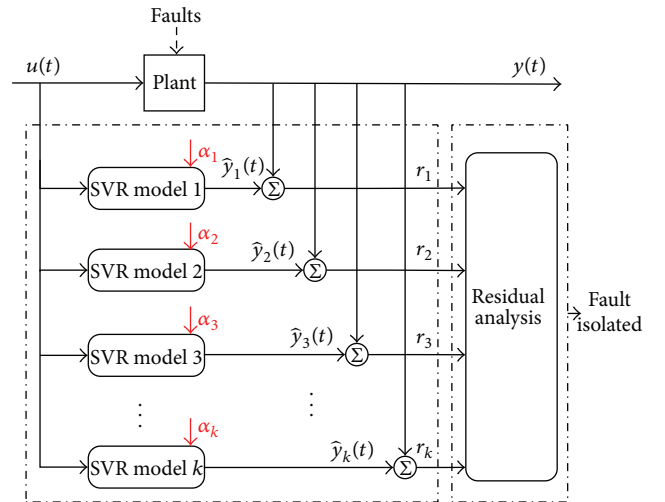 Faults
u(t)
Plant
y(t)
α₁
ŷ₁(t)
SVR model 1
Σ
r₁
α₂
ŷ₂(t)
SVR model 2
Σ
r₂
α₃
ŷ₃(t)
SVR model 3
Σ
r₃
Residual
analysis
Fault
isolated
⋮
⋮
αₖ
ŷₖ(t)
SVR model k
Σ
rₖ